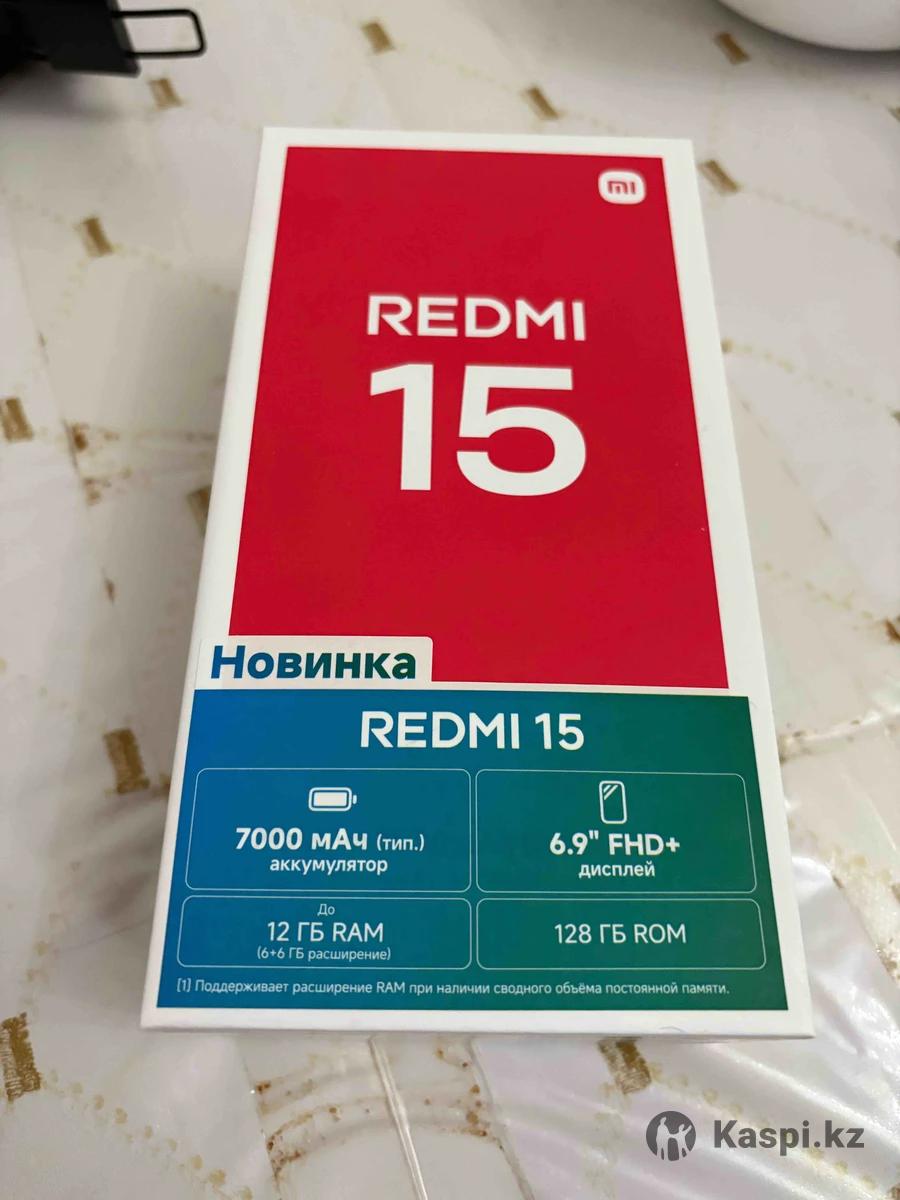 mi
REDMI
15
Новинка
REDMI 15
7000 мАч (тип.)
аккумулятор
6.9" FHD+
дисплей
До
12 ГБ RAM
(6+6 ГБ расширение)
128 ГБ ROM
[1] Поддерживает расширение RAM при наличии сводного объёма постоянной памяти.
Kaspi.kz